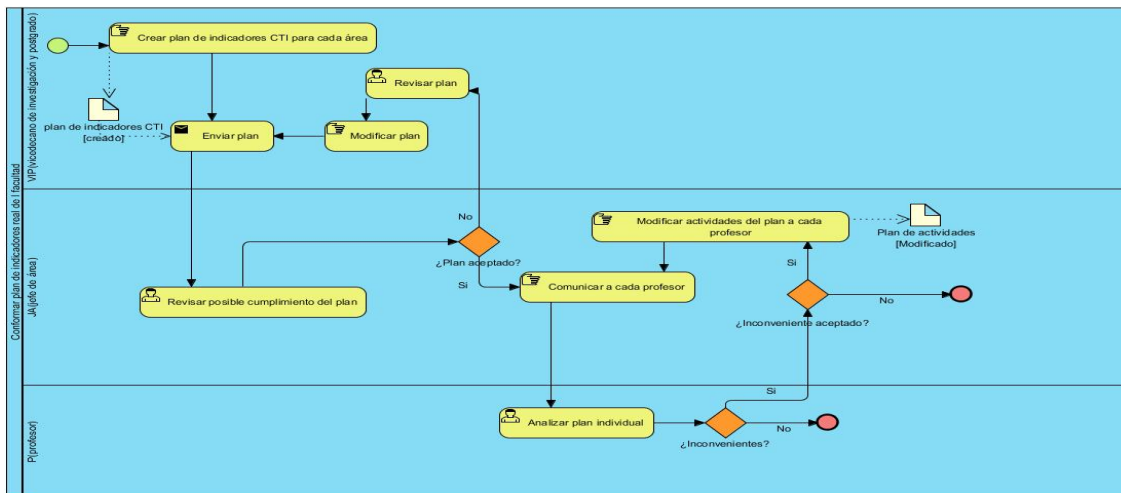 Conformar plan de indicadores real de l facultad
VIP(vicedecano de investigación y postgrado)
Crear plan de indicadores CTI para cada área
Revisar plan
plan de indicadores CTI
[creado]
Enviar plan
Modificar plan
JA(jefe de área)
No
Modificar actividades del plan a cada
profesor
Plan de actividades
[Modificado]
¿Plan aceptado?
Si
Si
Revisar posible cumplimiento del plan
Comunicar a cada profesor
No
¿Inconveniente aceptado?
P(profesor)
Si
Analizar plan individual
No
¿Inconvenientes?